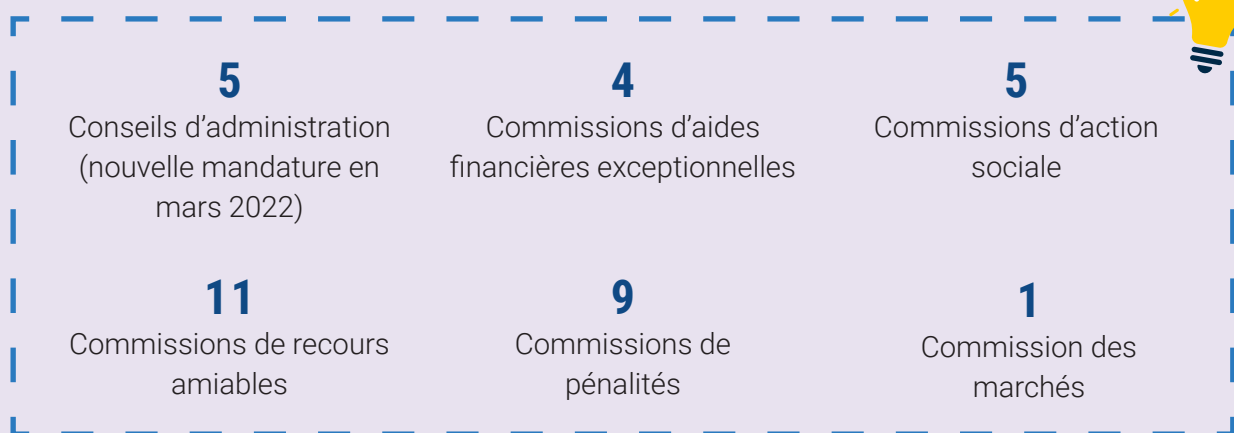 5
Conseils d'administration
(nouvelle mandature en
mars 2022)
4
Commissions d'aides
financières exceptionnelles
5
Commissions d'action
sociale
11
Commissions de recours
amiables
9
Commissions de
pénalités
1
Commission des
marchés